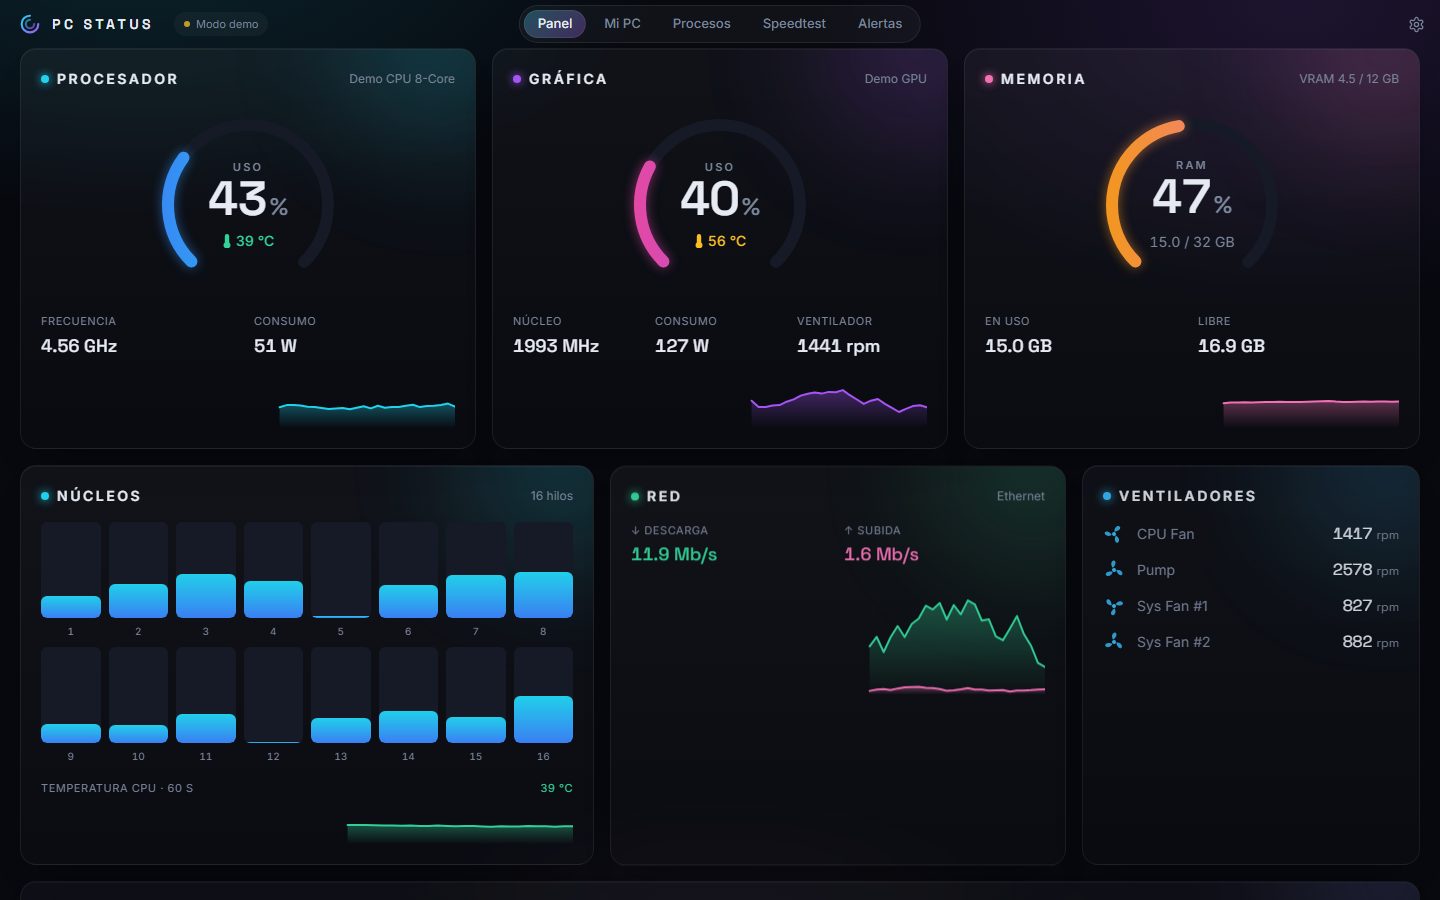 PC STATUS
Modo demo
Panel
Mi PC
Procesos
Speedtest
Alertas
PROCESADOR
Demo CPU 8-Core
USO
43%
39 °C
FRECUENCIA
CONSUMO
4.56 GHz
51 W
GRÁFICA
Demo GPU
USO
40%
56 °C
NÚCLEO
CONSUMO
VENTILADOR
1993 MHz
127 W
1441 rpm
MEMORIA
VRAM 4.5 / 12 GB
RAM
47%
15.0 / 32 GB
EN USO
LIBRE
15.0 GB
16.9 GB
NÚCLEOS
16 hilos
1 2 3 4 5 6 7 8
9 10 11 12 13 14 15 16
TEMPERATURA CPU · 60 S
39 °C
RED
Ethernet
↓ DESCARGA
↑ SUBIDA
11.9 Mb/s
1.6 Mb/s
VENTILADORES
CPU Fan 1417 rpm
Pump 2578 rpm
Sys Fan #1 827 rpm
Sys Fan #2 882 rpm